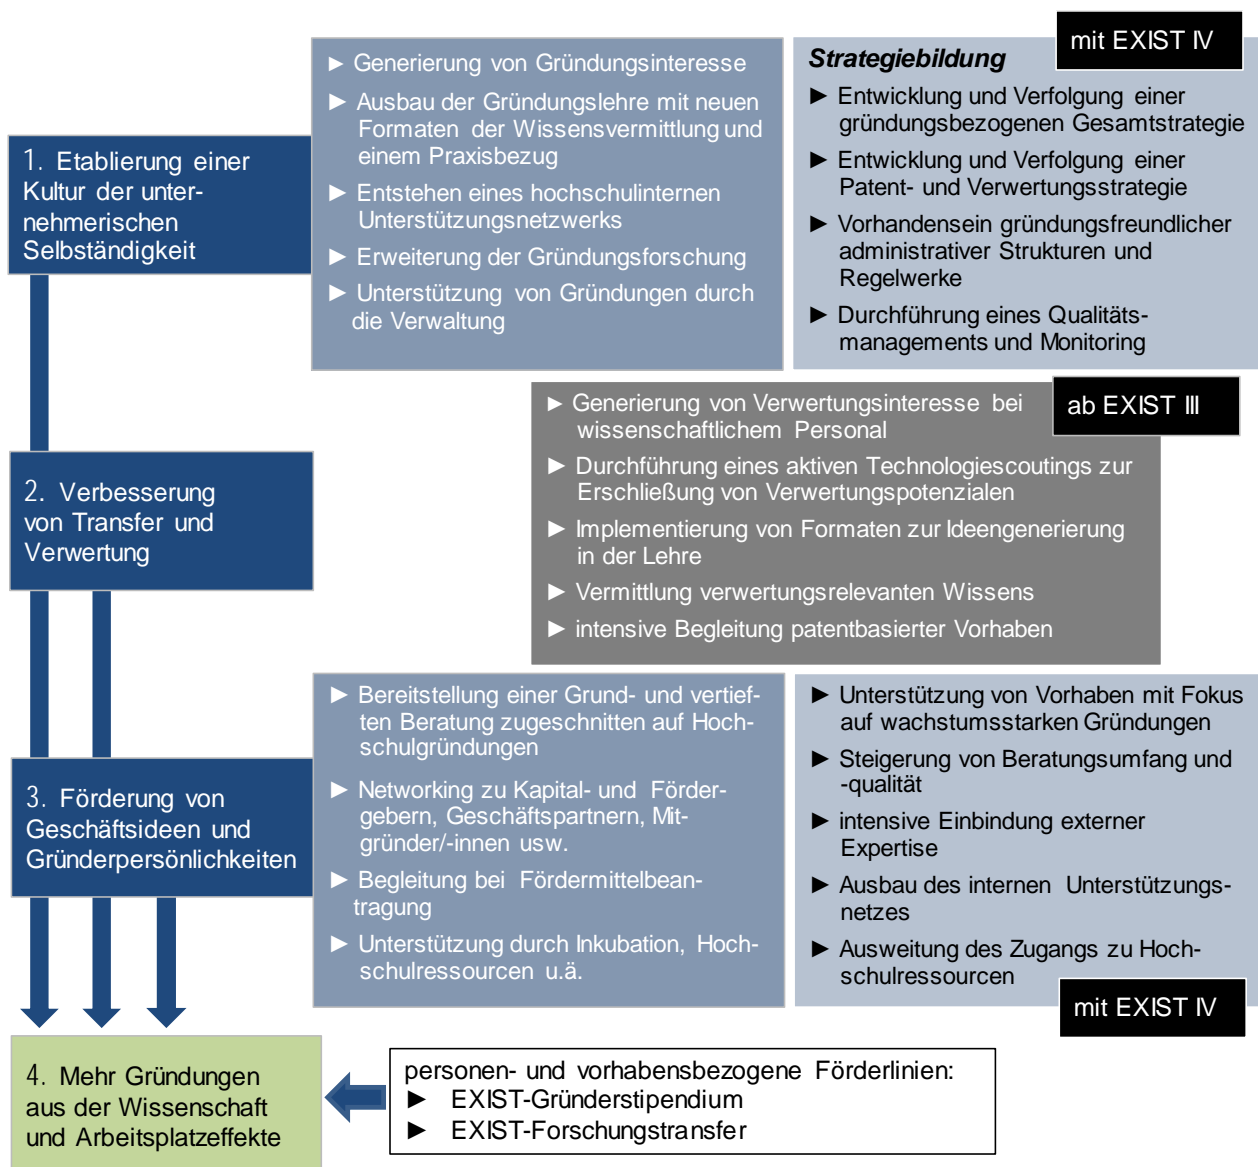 1. Etablierung einer
Kultur der unter-
nehmerischen
Selbständigkeit
► Generierung von Gründungsinteresse
► Ausbau der Gründungslehre mit neuen
Formaten der Wissensvermittlung und
einem Praxisbezug
► Entstehen eines hochschulinternen
Unterstützungsnetzwerks
► Erweiterung der Gründungsforschung
► Unterstützung von Gründungen durch
die Verwaltung
mit EXIST IV
Strategiebildung
► Entwicklung und Verfolgung einer
gründungsbezogenen Gesamtstrategie
► Entwicklung und Verfolgung einer
Patent- und Verwertungsstrategie
► Vorhandensein gründungsfreundlicher
administrativer Strukturen und
Regelwerke
► Durchführung eines Qualitäts-
managements und Monitoring
2. Verbesserung
von Transfer und
Verwertung
ab EXIST III
► Generierung von Verwertungsinteresse bei
wissenschaftlichem Personal
► Durchführung eines aktiven Technologiescoutings zur
Erschließung von Verwertungspotenzialen
► Implementierung von Formaten zur Ideengenerierung
in der Lehre
► Vermittlung verwertungsrelevanten Wissens
► intensive Begleitung patentbasierter Vorhaben
3. Förderung von
Geschäftsideen und
Gründerpersönlichkeiten
► Bereitstellung einer Grund- und vertief-
ten Beratung zugeschnitten auf Hoch-
schulgründungen
► Networking zu Kapital- und Förder-
gebern, Geschäftspartnern, Mit-
gründer/-innen usw.
► Begleitung bei Fördermittelbean-
tragung
► Unterstützung durch Inkubation, Hoch-
schulressourcen u.ä.
► Unterstützung von Vorhaben mit Fokus
auf wachstumsstarken Gründungen
► Steigerung von Beratungsumfang und
-qualität
► intensive Einbindung externer
Expertise
► Ausbau des internen Unterstützungs-
netzes
► Ausweitung des Zugangs zu Hoch-
schulressourcen
mit EXIST IV
4. Mehr Gründungen
aus der Wissenschaft
und Arbeitsplatzeffekte
personen- und vorhabensbezogene Förderlinien:
► EXIST-Gründerstipendium
► EXIST-Forschungstransfer